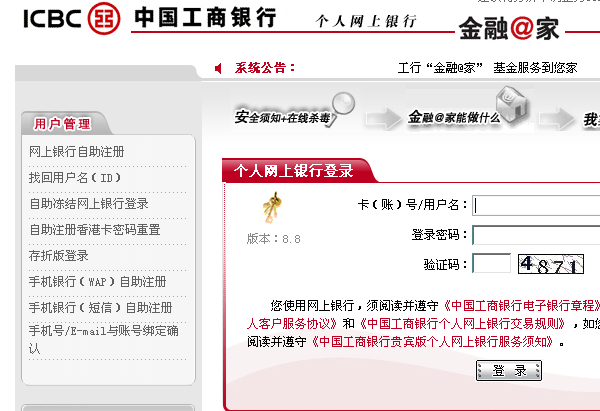 ICBC 中国工商银行 个人网上银行 金融@家
系统公告： 工行“金融@家” 基金服务到您家
安全须知+在线杀毒 金融@家能做什么 我
用户管理
网上银行自助注册
找回用户名（ID）
自助冻结网上银行登录
自助注册香港卡密码重置
存折版登录
手机银行（WAP）自助注册
手机银行（短信）自助注册
手机号/E-mail与账号绑定确
认
个人网上银行登录
版本：8.8
卡（账）号/用户名：
登录密码：
验证码： 4871
您使用网上银行，须阅读并遵守《中国工商银行电子银行章程》
人客户服务协议》和《中国工商银行个人网上银行交易规则》，如您
阅读并遵守《中国工商银行贵宾版个人网上银行服务须知》。
登 录